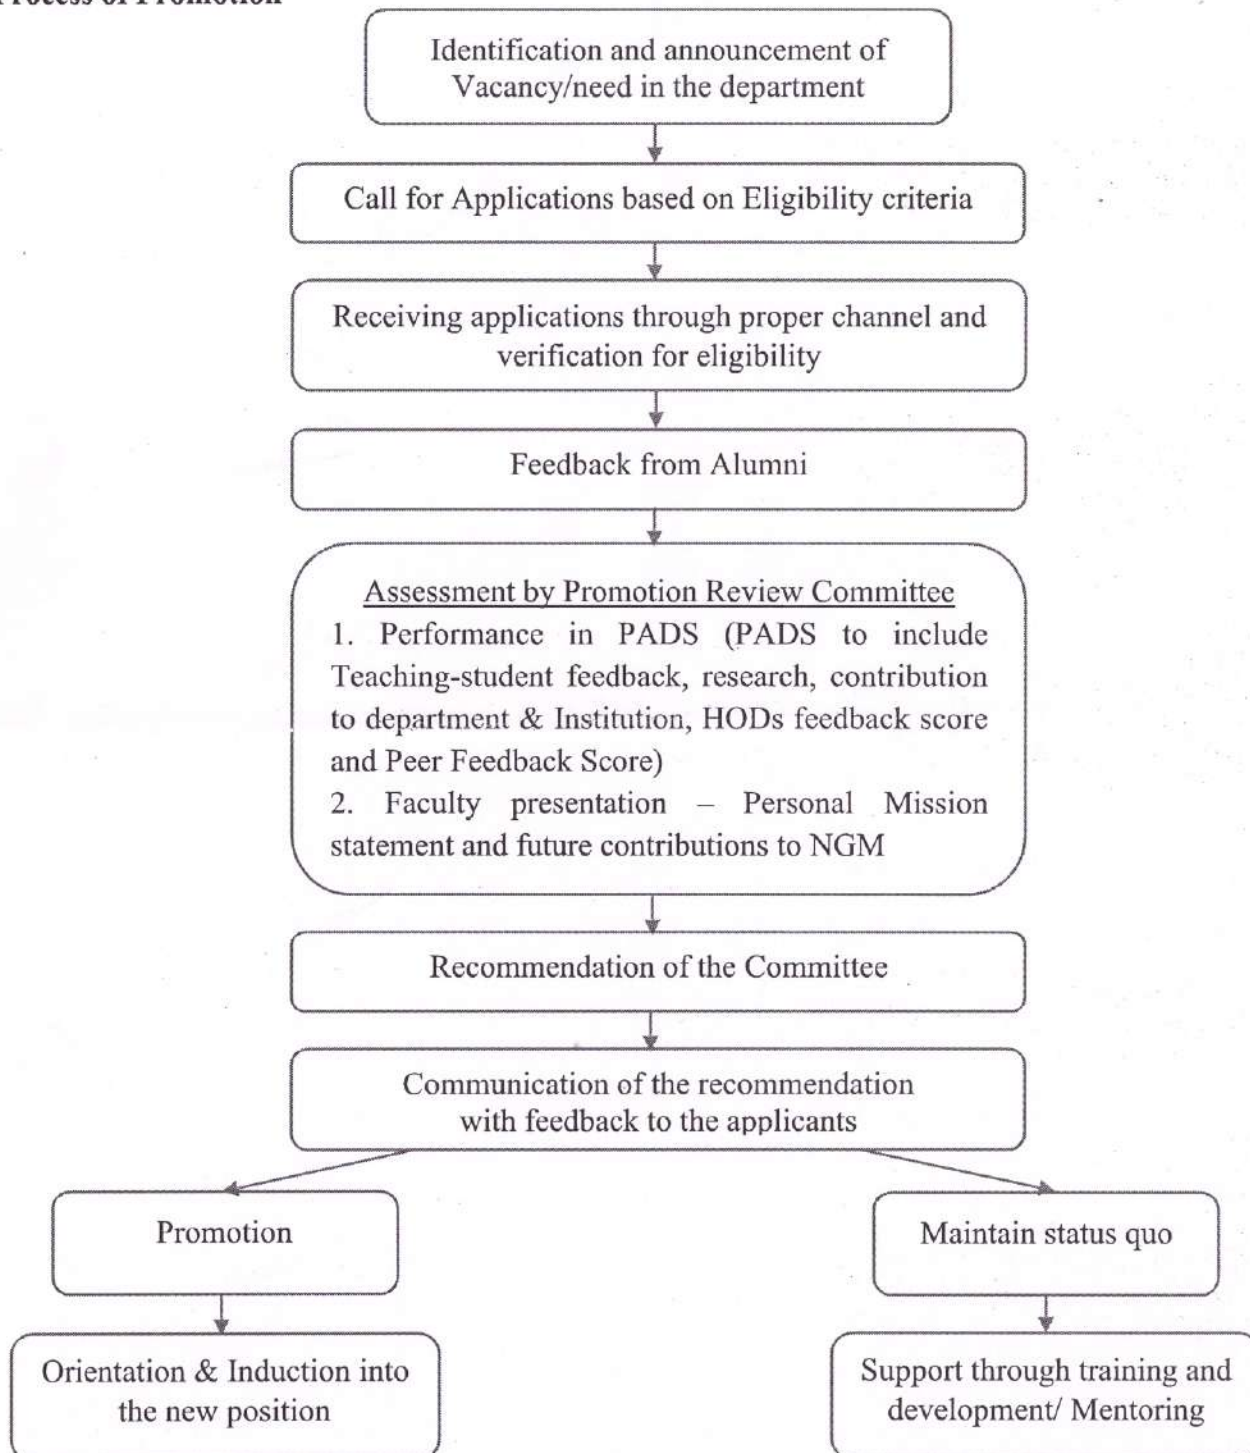 Process of Promotion
Identification and announcement of
Vacancy/need in the department
Call for Applications based on Eligibility criteria
Receiving applications through proper channel and
verification for eligibility
Feedback from Alumni
Assessment by Promotion Review Committee
1. Performance in PADS (PADS to include
Teaching-student feedback, research, contribution
to department & Institution, HODs feedback score
and Peer Feedback Score)
2. Faculty presentation – Personal Mission
statement and future contributions to NGM
Recommendation of the Committee
Communication of the recommendation
with feedback to the applicants
Promotion
Maintain status quo
Orientation & Induction into
the new position
Support through training and
development/ Mentoring